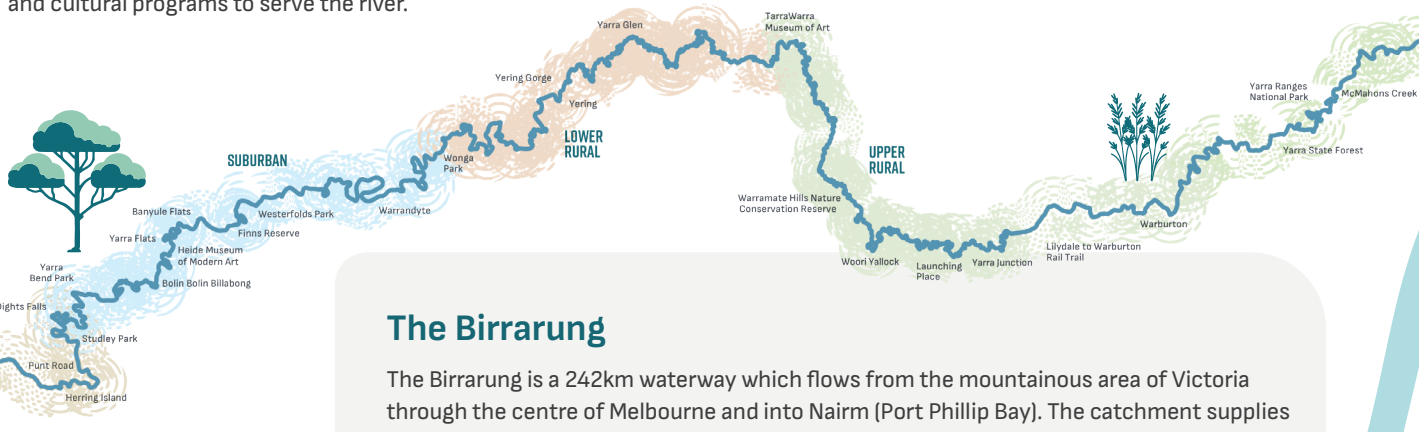 and cultural programs to serve the river.
TarraWarra
Museum of Art
Yarra Glen
Yering Gorge
Yering
LOWER
RURAL
Yarra Ranges
National Park
McMahons Creek
Yarra State Forest
SUBURBAN
Wonga
Park
UPPER
RURAL
Warramate Hills Nature
Conservation Reserve
Banyule Flats
Westerfolds Park
Warrandyte
Finns Reserve
Yarra Flats
Heide Museum
of Modern Art
Warburton
Lilydale to Warburton
Rail Trail
Woori Yallock
Launching
Place
Yarra Junction
Yarra
Bend Park
Bolin Bolin Billabong
ights Falls
Studley Park
Punt Road
Herring Island
The Birrarung
The Birrarung is a 242km waterway which flows from the mountainous area of Victoria
through the centre of Melbourne and into Nairm (Port Phillip Bay). The catchment supplies